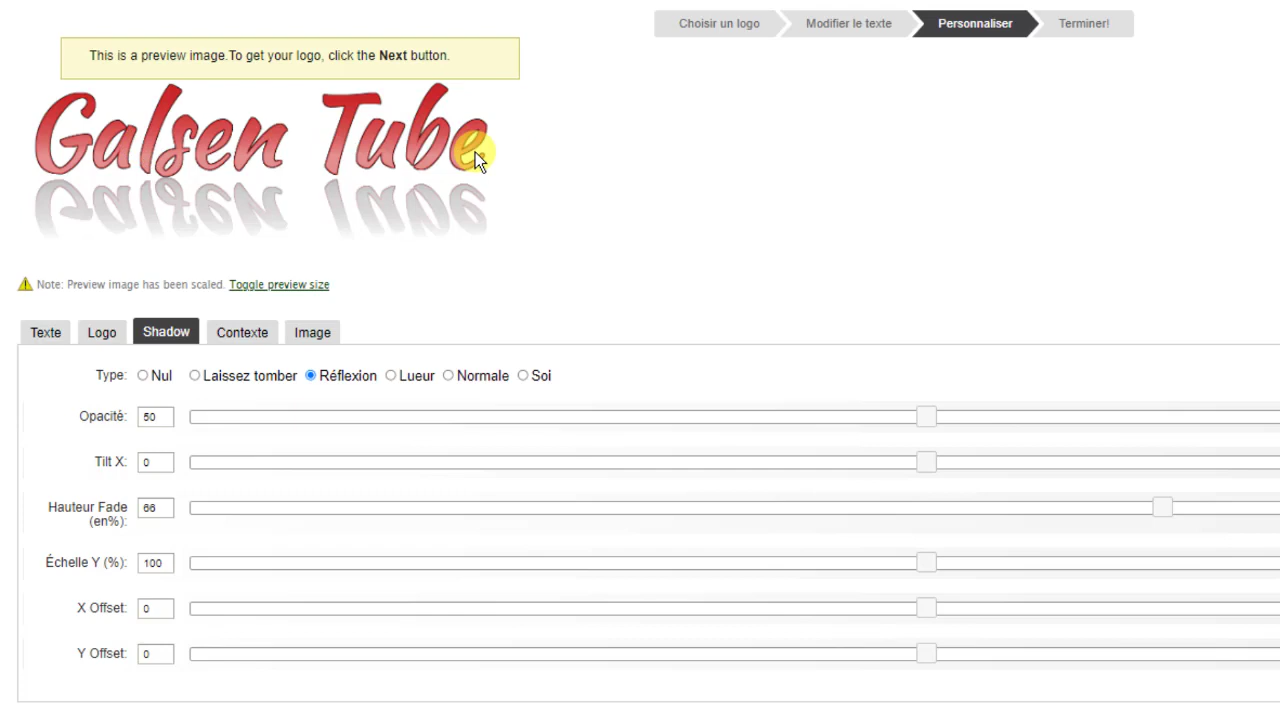 Choisir un logo
Modifier le texte
Personnaliser
Terminer!
This is a preview image.To get your logo, click the Next button.
Galsen Tube
Note: Preview image has been scaled. Toggle preview size
Texte
Logo
Shadow
Contexte
Image
Type: Nul Laissez tomber Réflexion Lueur Normale Soi
Opacité: 50
Tilt X: 0
Hauteur Fade 66
(en%):
Échelle Y (%): 100
X Offset: 0
Y Offset: 0